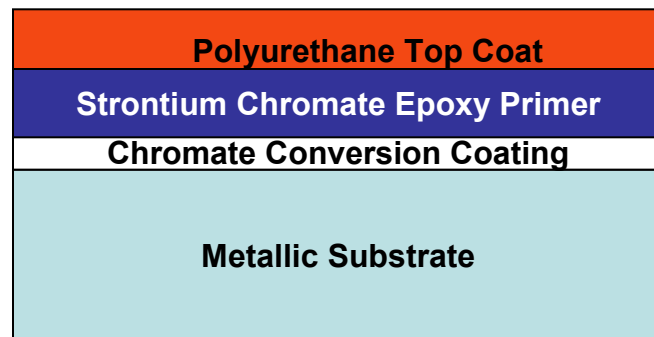 Polyurethane Top Coat
Strontium Chromate Epoxy Primer
Chromate Conversion Coating
Metallic Substrate